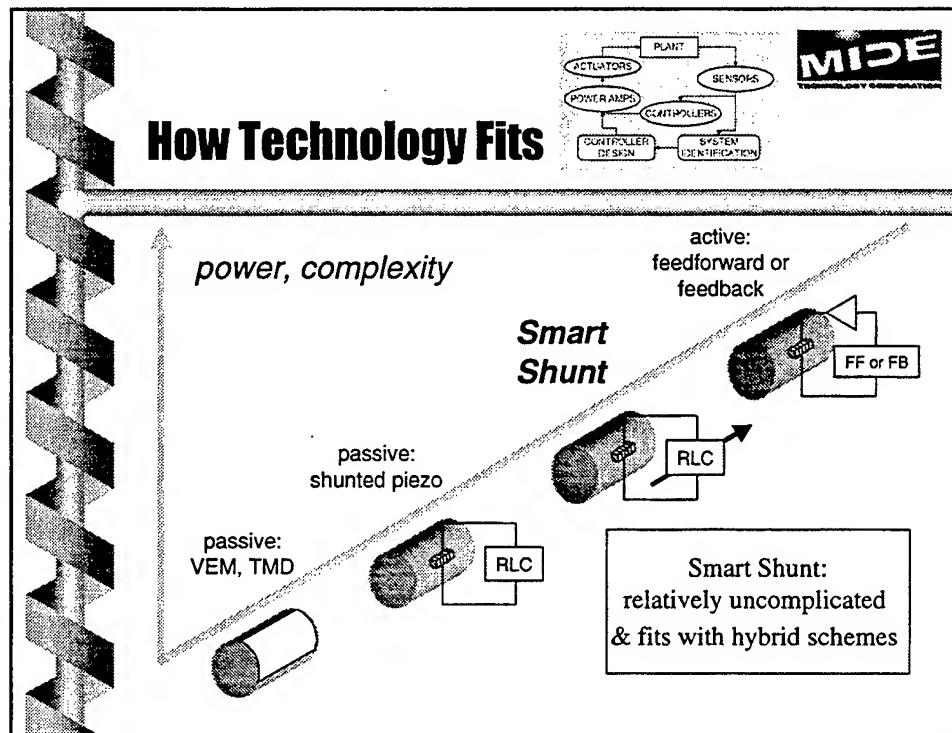 PLANT
ACTUATORS
SENSORS
POWER AMPS
CONTROLLERS
CONTROLLER
DESIGN
SYSTEM
IDENTIFICATION
MIDE
TECHNOLOGY CORPORATION
How Technology Fits
power, complexity
active:
feedforward or
feedback
Smart
Shunt
FF or FB
passive:
shunted piezo
RLC
passive:
VEM, TMD
RLC
Smart Shunt:
relatively uncomplicated
& fits with hybrid schemes